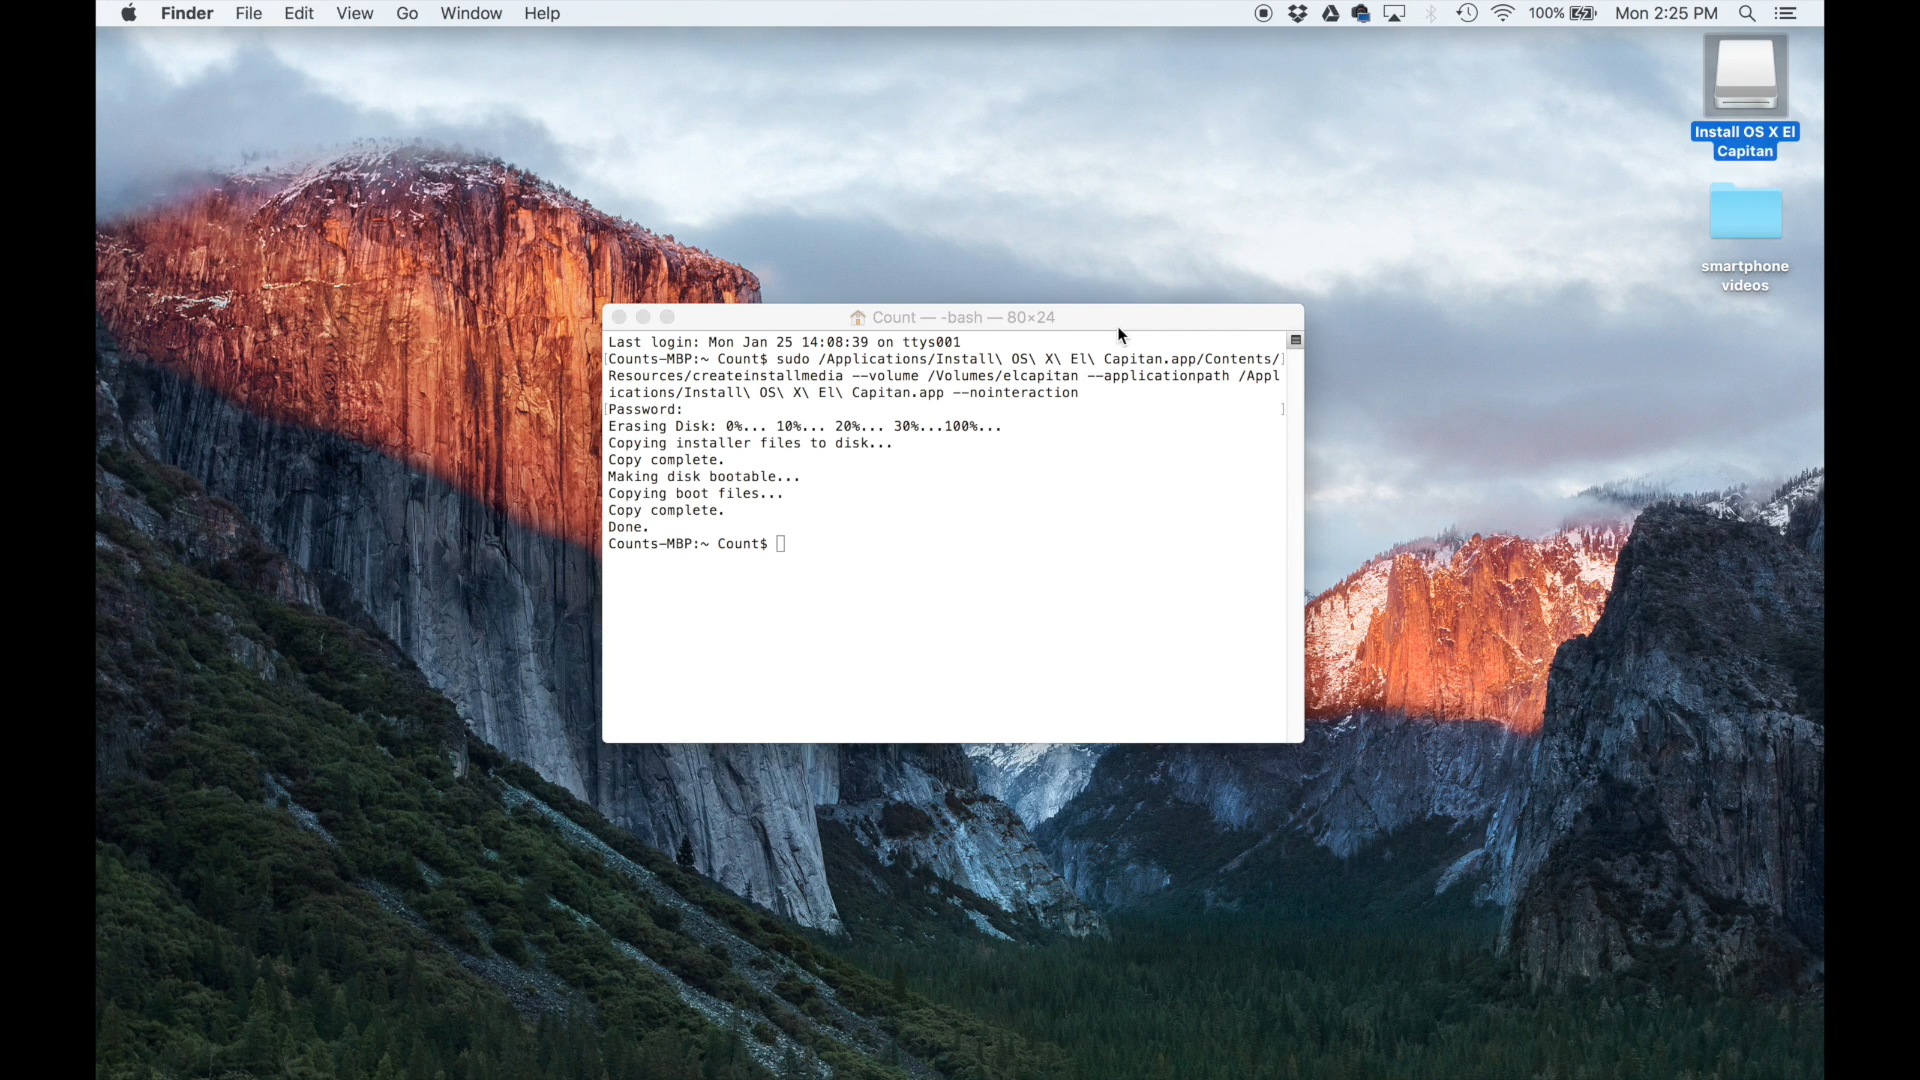 Finder File Edit View Go Window Help 100% Mon 2:25 PM
Install OS X El
Capitan
smartphone
videos
Count — -bash — 80×24
Last login: Mon Jan 25 14:08:39 on ttys001
[Counts-MBP:~ Count$ sudo /Applications/Install\ OS\ X\ El\ Capitan.app/Contents/]
Resources/createinstallmedia --volume /Volumes/elcapitan --applicationpath /Appl
ications/Install\ OS\ X\ El\ Capitan.app --nointeraction
[Password: ]
Erasing Disk: 0%... 10%... 20%... 30%...100%...
Copying installer files to disk...
Copy complete.
Making disk bootable...
Copying boot files...
Copy complete.
Done.
Counts-MBP:~ Count$